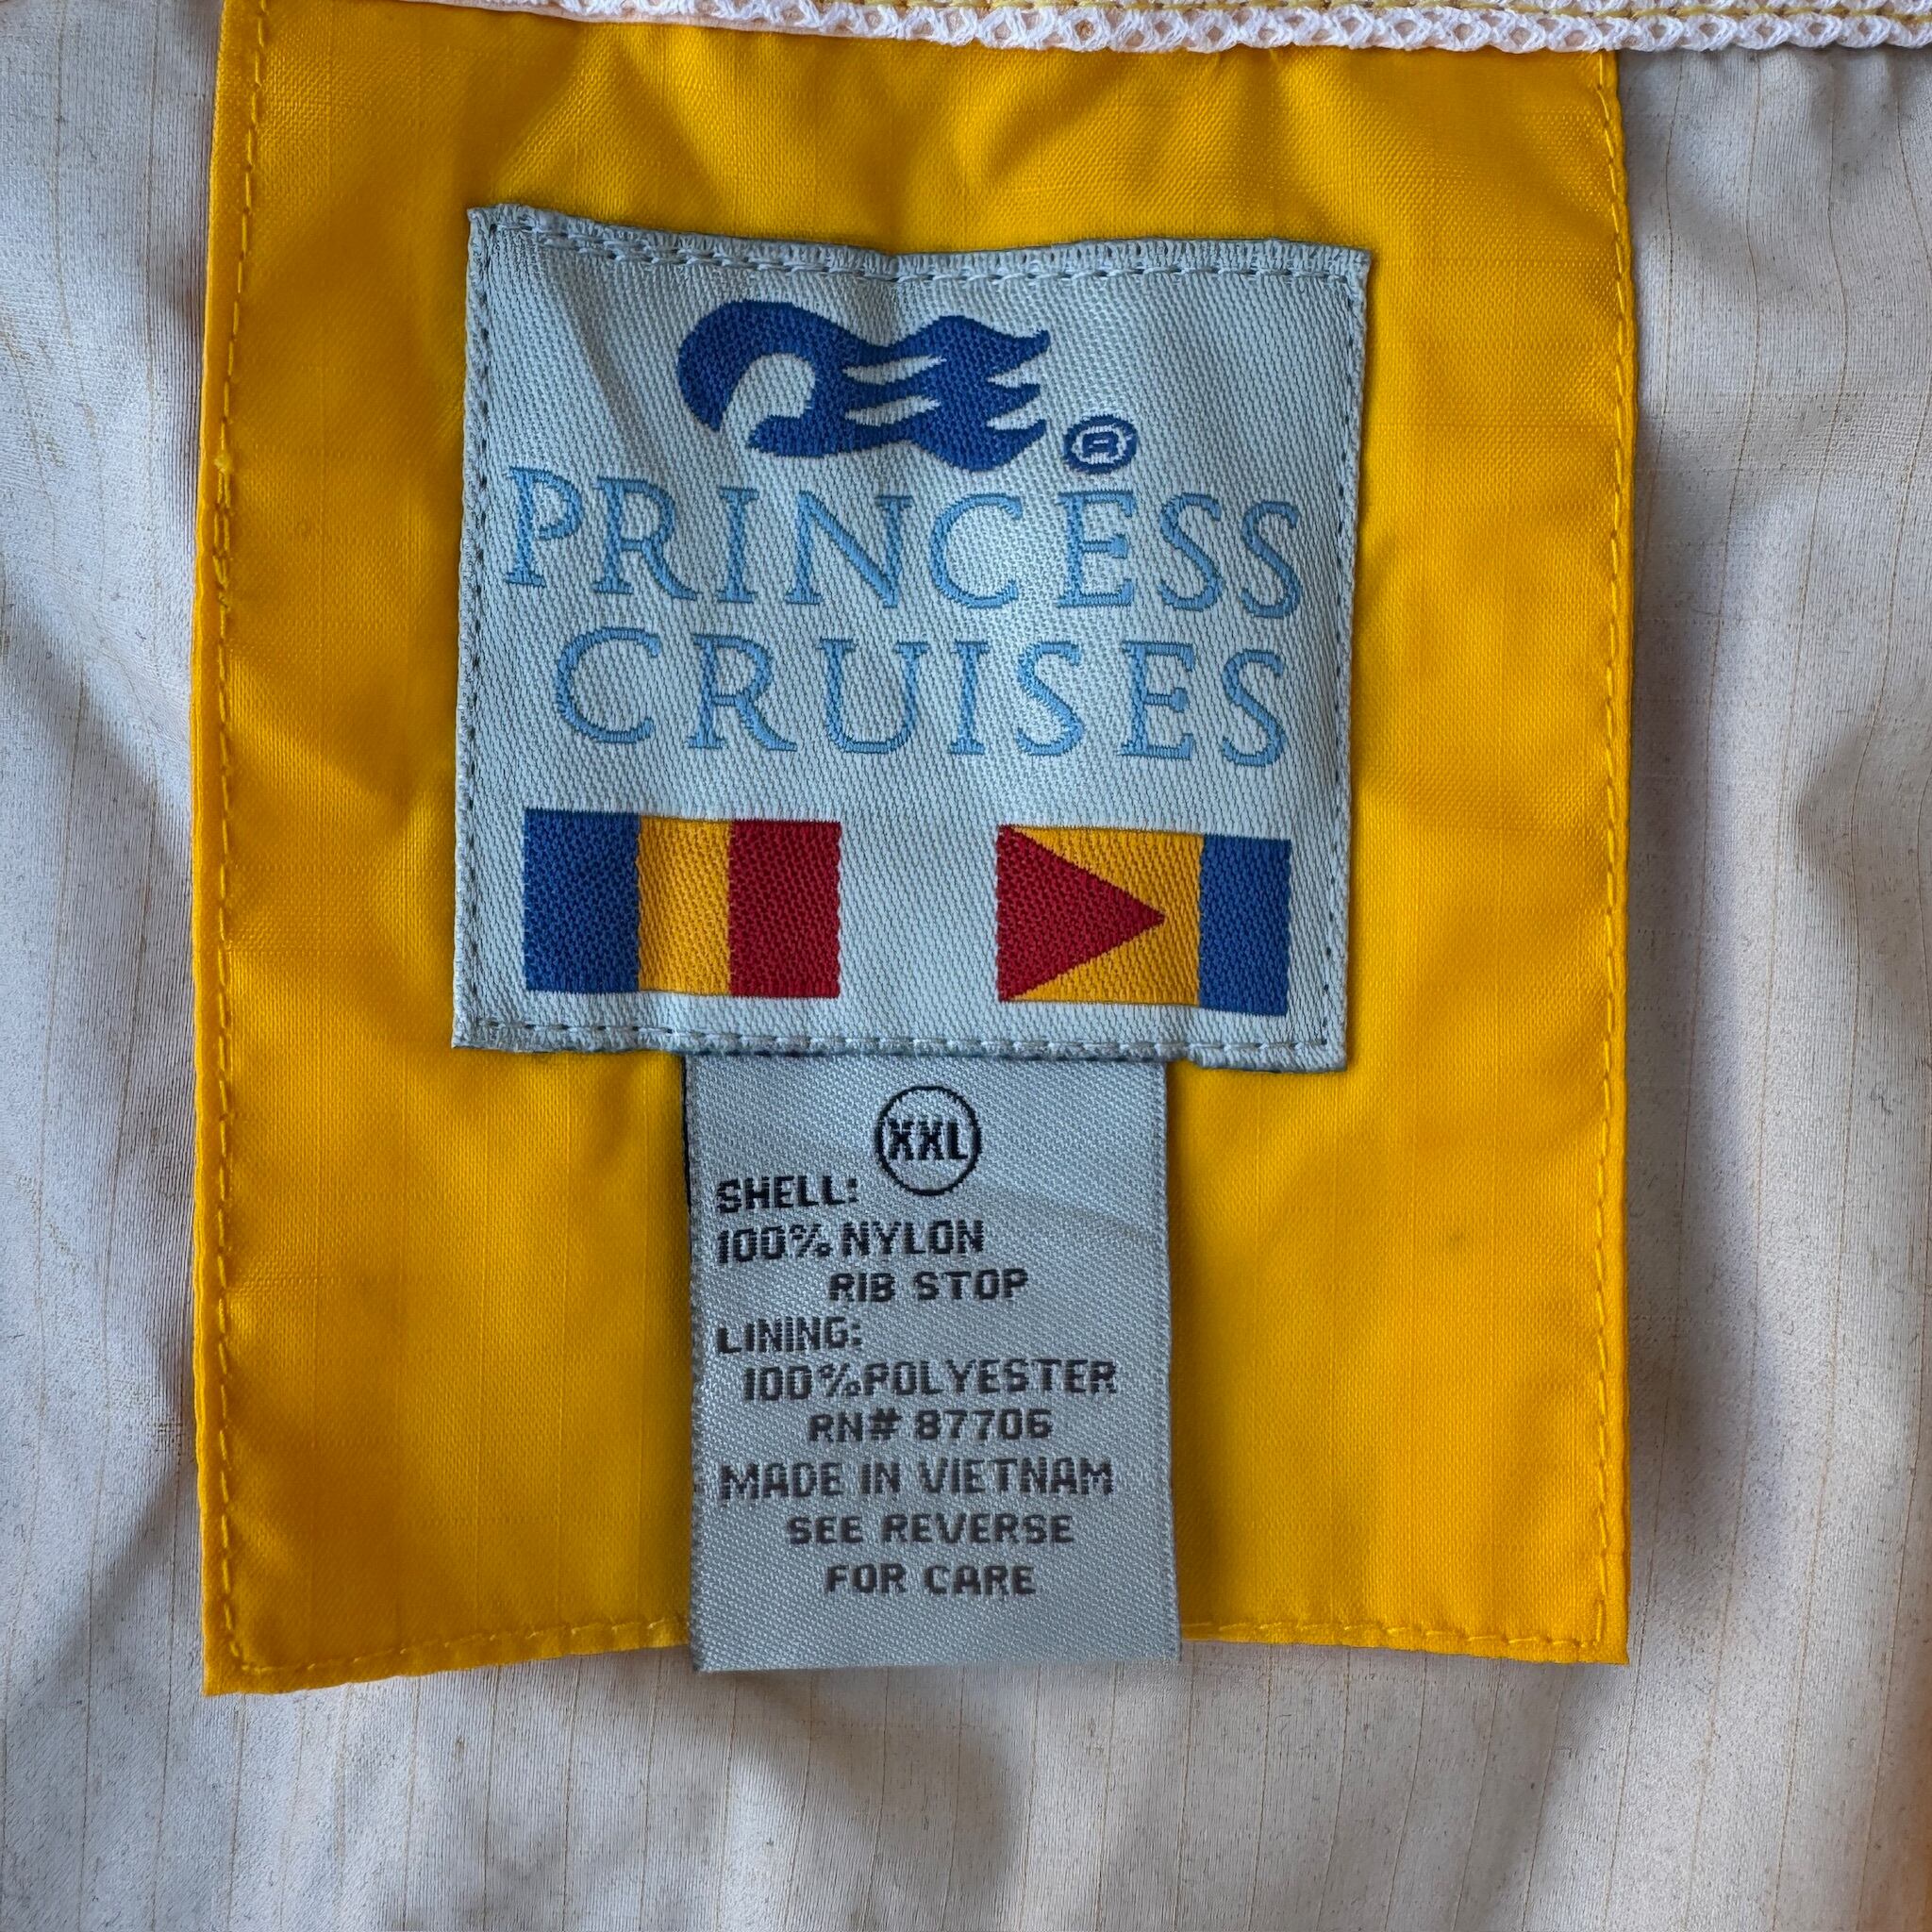 ®
PRINCESS
CRUISES
XXL
SHELL:
100% NYLON
RIB STOP
LINING:
100%POLYESTER
RN# 87706
MADE IN VIETNAM
SEE REVERSE
FOR CARE